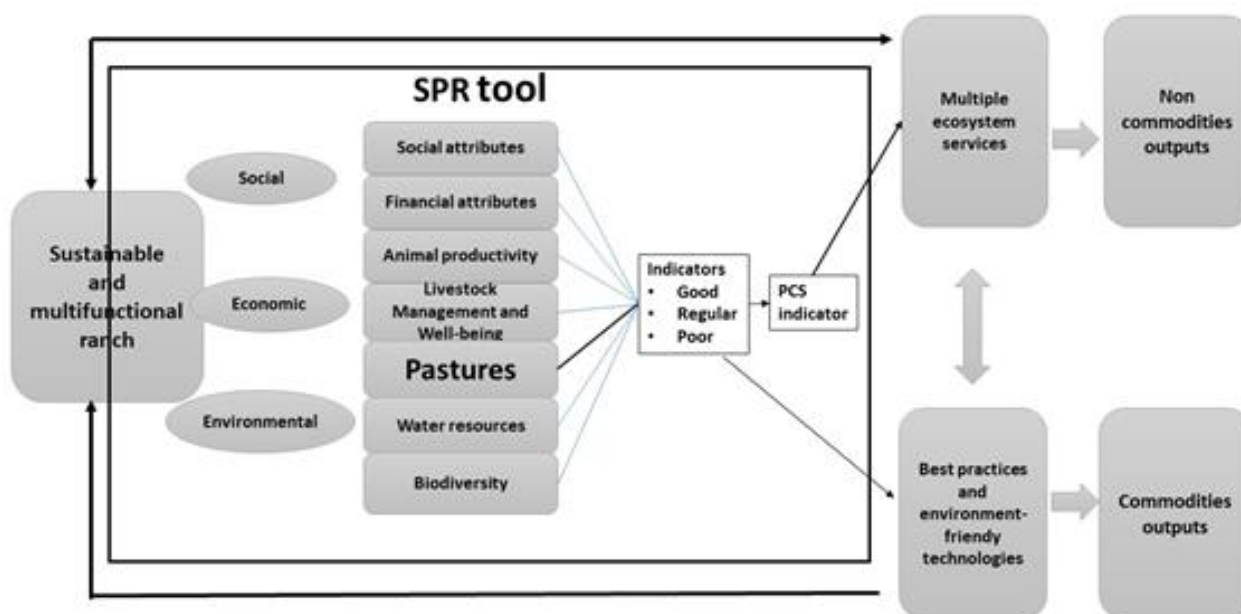 SPR tool
Sustainable
and
multifunctional
ranch
Social
Economic
Environmental
Social attributes
Financial attributes
Animal productivity
Livestock
Management and
Well-being
Pastures
Water resources
Biodiversity
Indicators
• Good
• Regular
• Poor
PCS
indicator
Multiple
ecosystem
services
Non
commodities
outputs
Best practices
and
environment-
friendly
technologies
Commodities
outputs